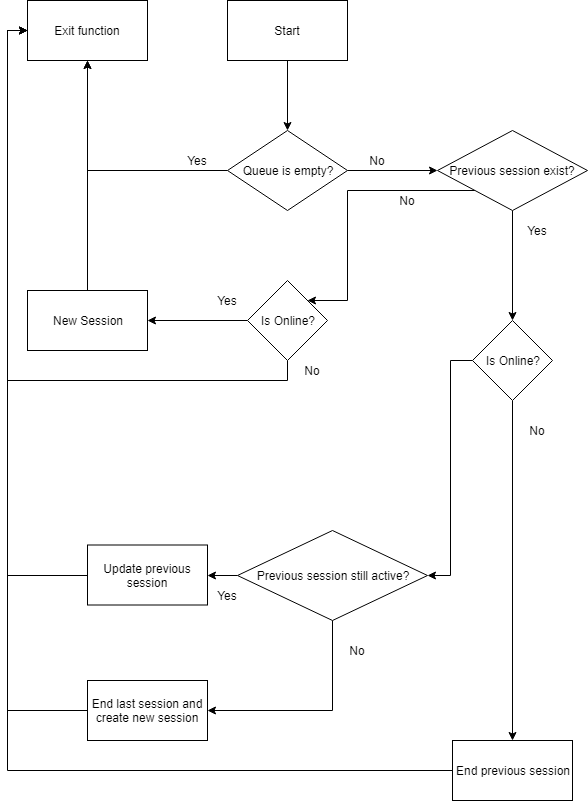 Exit function
Start
Yes
Queue is empty?
No
Previous session exist?
No
Yes
New Session
Yes
Is Online?
No
Is Online?
No
Update previous
session
Yes
Previous session still active?
No
End last session and
create new session
End previous session